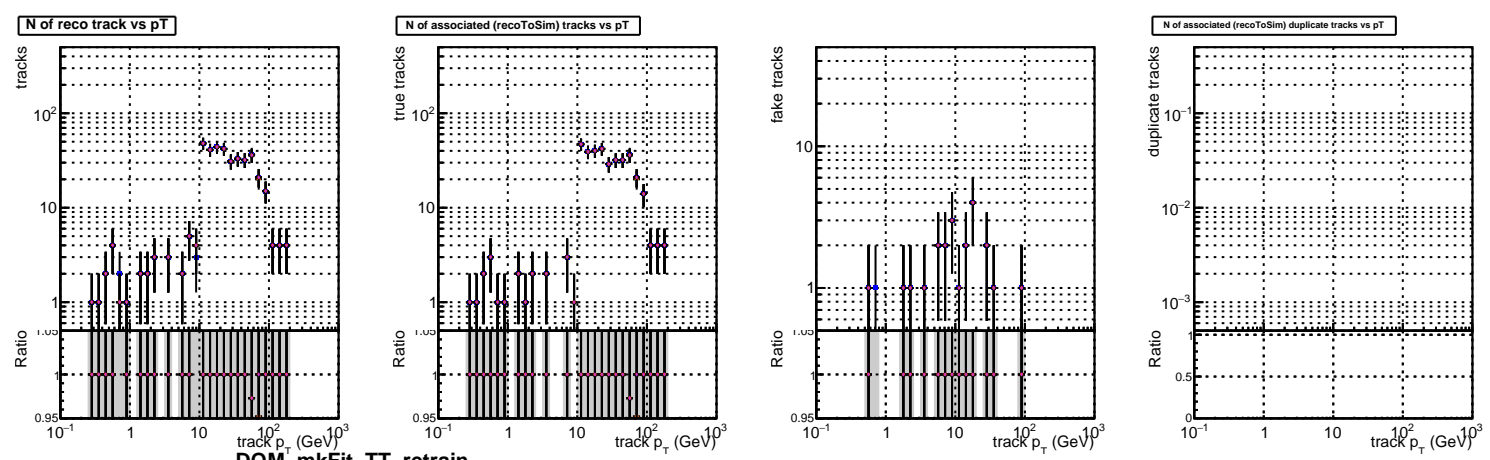 N of reco track vs pT
tracks
10²
10
1
Ratio
1.05
1
0.95
10⁻¹ 1 10 10² 10³
track p_T (GeV)
N of associated (recoToSim) tracks vs pT
true tracks
10²
10
1
Ratio
1.05
1
0.95
10⁻¹ 1 10 10² 10³
track p_T (GeV)
fake tracks
10
1
Ratio
1.05
1
0.95
10⁻¹ 1 10 10² 10³
track p_T (GeV)
N of associated (recoToSim) duplicate tracks vs pT
duplicate tracks
10⁻¹
10⁻²
10⁻³
Ratio
1
0.5
0
10⁻¹ 1 10 10² 10³
track p_T (GeV)
DQM mkFit TT retrain